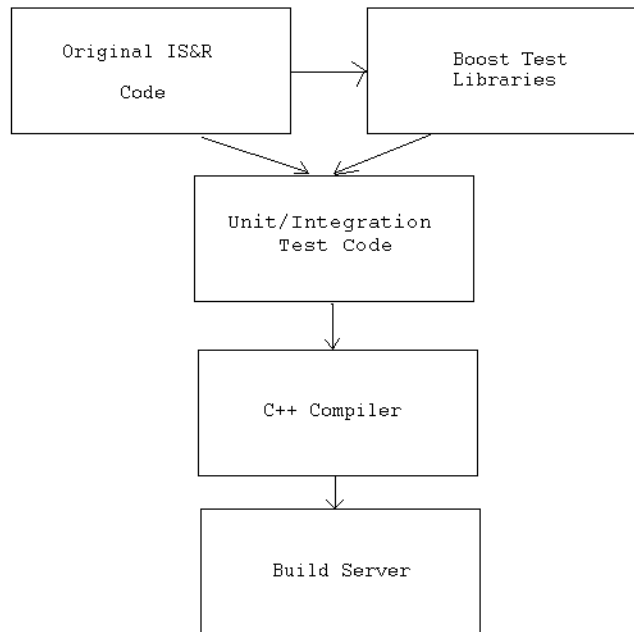 Original IS&R
Code
Boost Test
Libraries
Unit/Integration
Test Code
C++ Compiler
Build Server